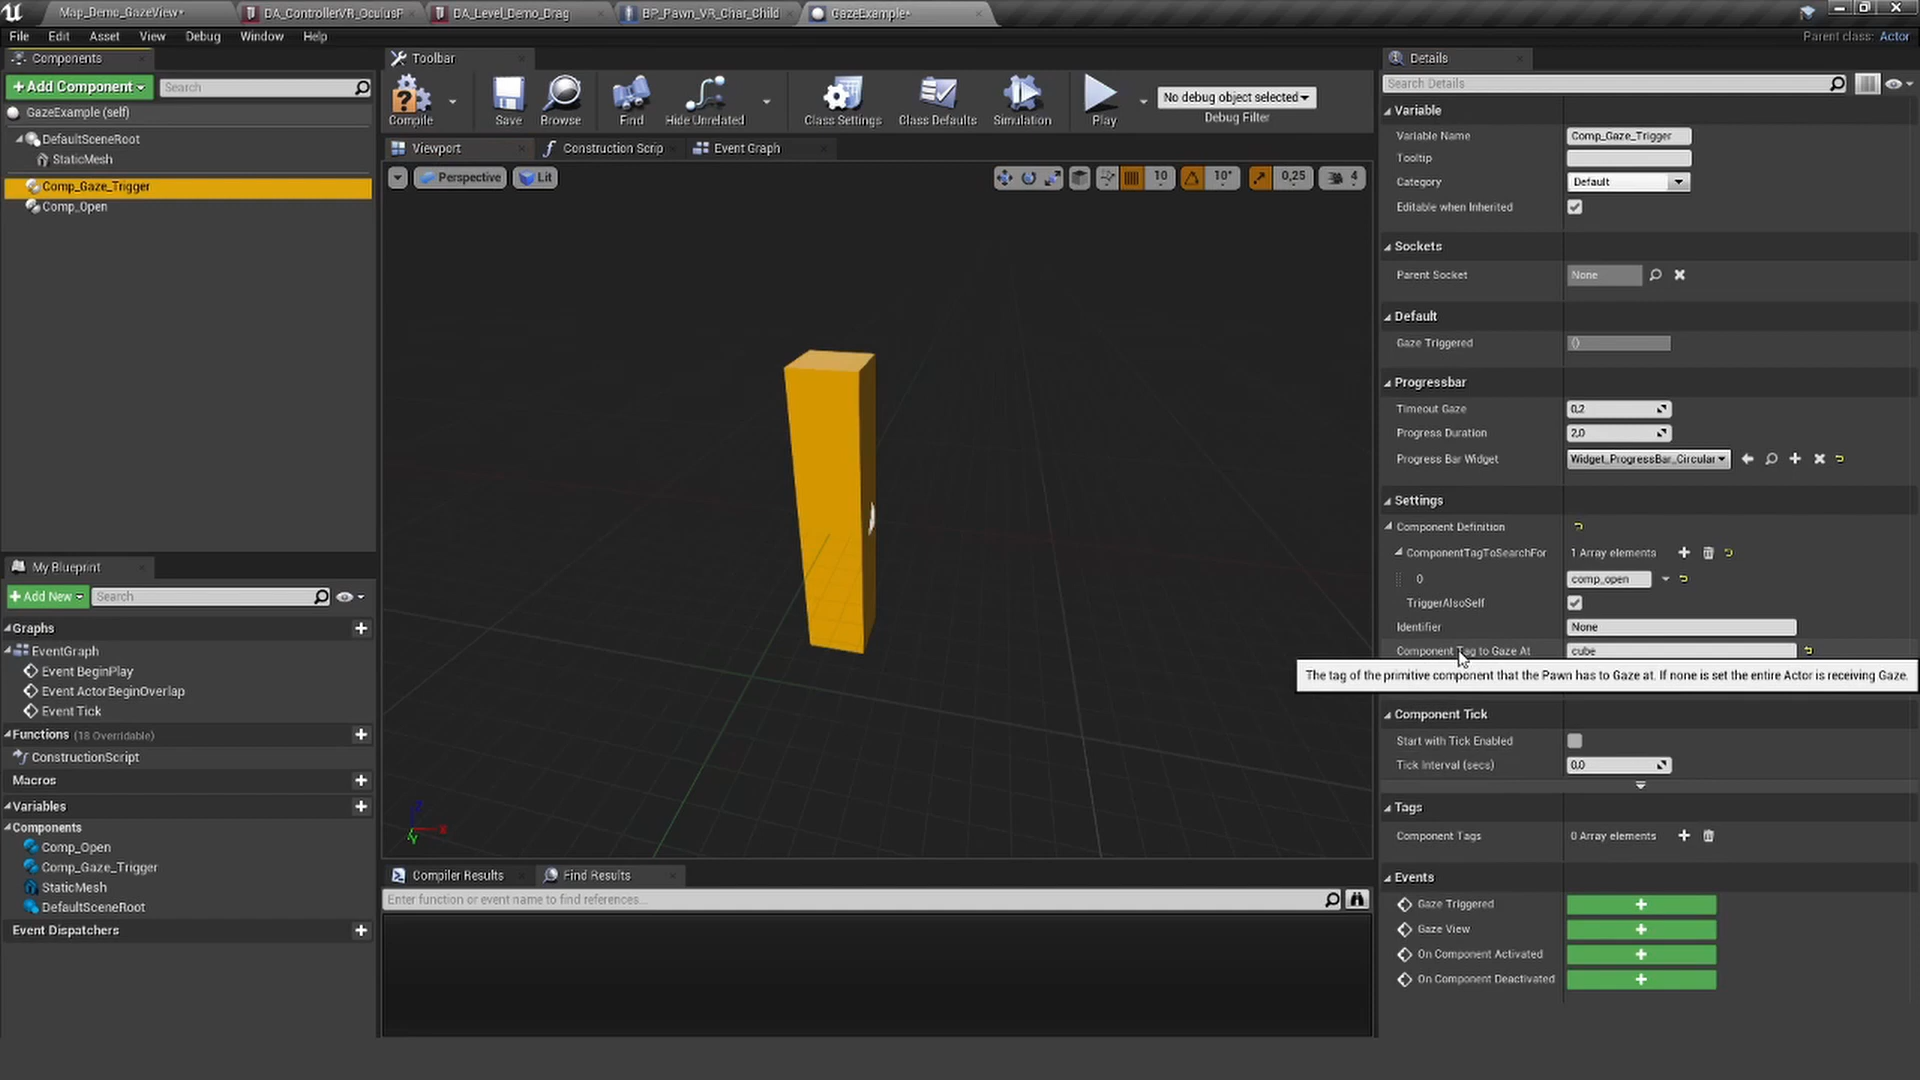 Map_Demo_GazeView*
DA_ControllerVR_OculusP
DA_Level_Demo_Drag
BP_Pawn_VR_Char_Child
GazeExample*
File Edit Asset View Debug Window Help
Parent class: Actor
Components
+Add Component
Search
GazeExample (self)
DefaultSceneRoot
StaticMesh
Comp_Gaze_Trigger
Comp_Open
Toolbar
Compile
Save
Browse
Find
Hide Unrelated
Class Settings
Class Defaults
Simulation
Play
No debug object selected
Debug Filter
Viewport
Construction Scrip
Event Graph
Perspective
Lit
10
10°
0,25
4
My Blueprint
+Add New
Search
Graphs
EventGraph
Event BeginPlay
Event ActorBeginOverlap
Event Tick
Functions (18 Overridable)
ConstructionScript
Macros
Variables
Components
Comp_Open
Comp_Gaze_Trigger
StaticMesh
DefaultSceneRoot
Event Dispatchers
Compiler Results
Find Results
Enter function or event name to find references...
Details
Search Details
Variable
Variable Name Comp_Gaze_Trigger
Tooltip
Category Default
Editable when Inherited
Sockets
Parent Socket None
Default
Gaze Triggered ()
Progressbar
Timeout Gaze 0,2
Progress Duration 2,0
Progress Bar Widget Widget_ProgressBar_Circular
Settings
Component Definition
ComponentTagToSearchFor 1 Array elements
0 comp_open
TriggerAlsoSelf
Identifier None
Component Tag to Gaze At cube
The tag of the primitive component that the Pawn has to Gaze at. If none is set the entire Actor is receiving Gaze.
Component Tick
Start with Tick Enabled
Tick Interval (secs) 0,0
Tags
Component Tags 0 Array elements
Events
Gaze Triggered
Gaze View
On Component Activated
On Component Deactivated